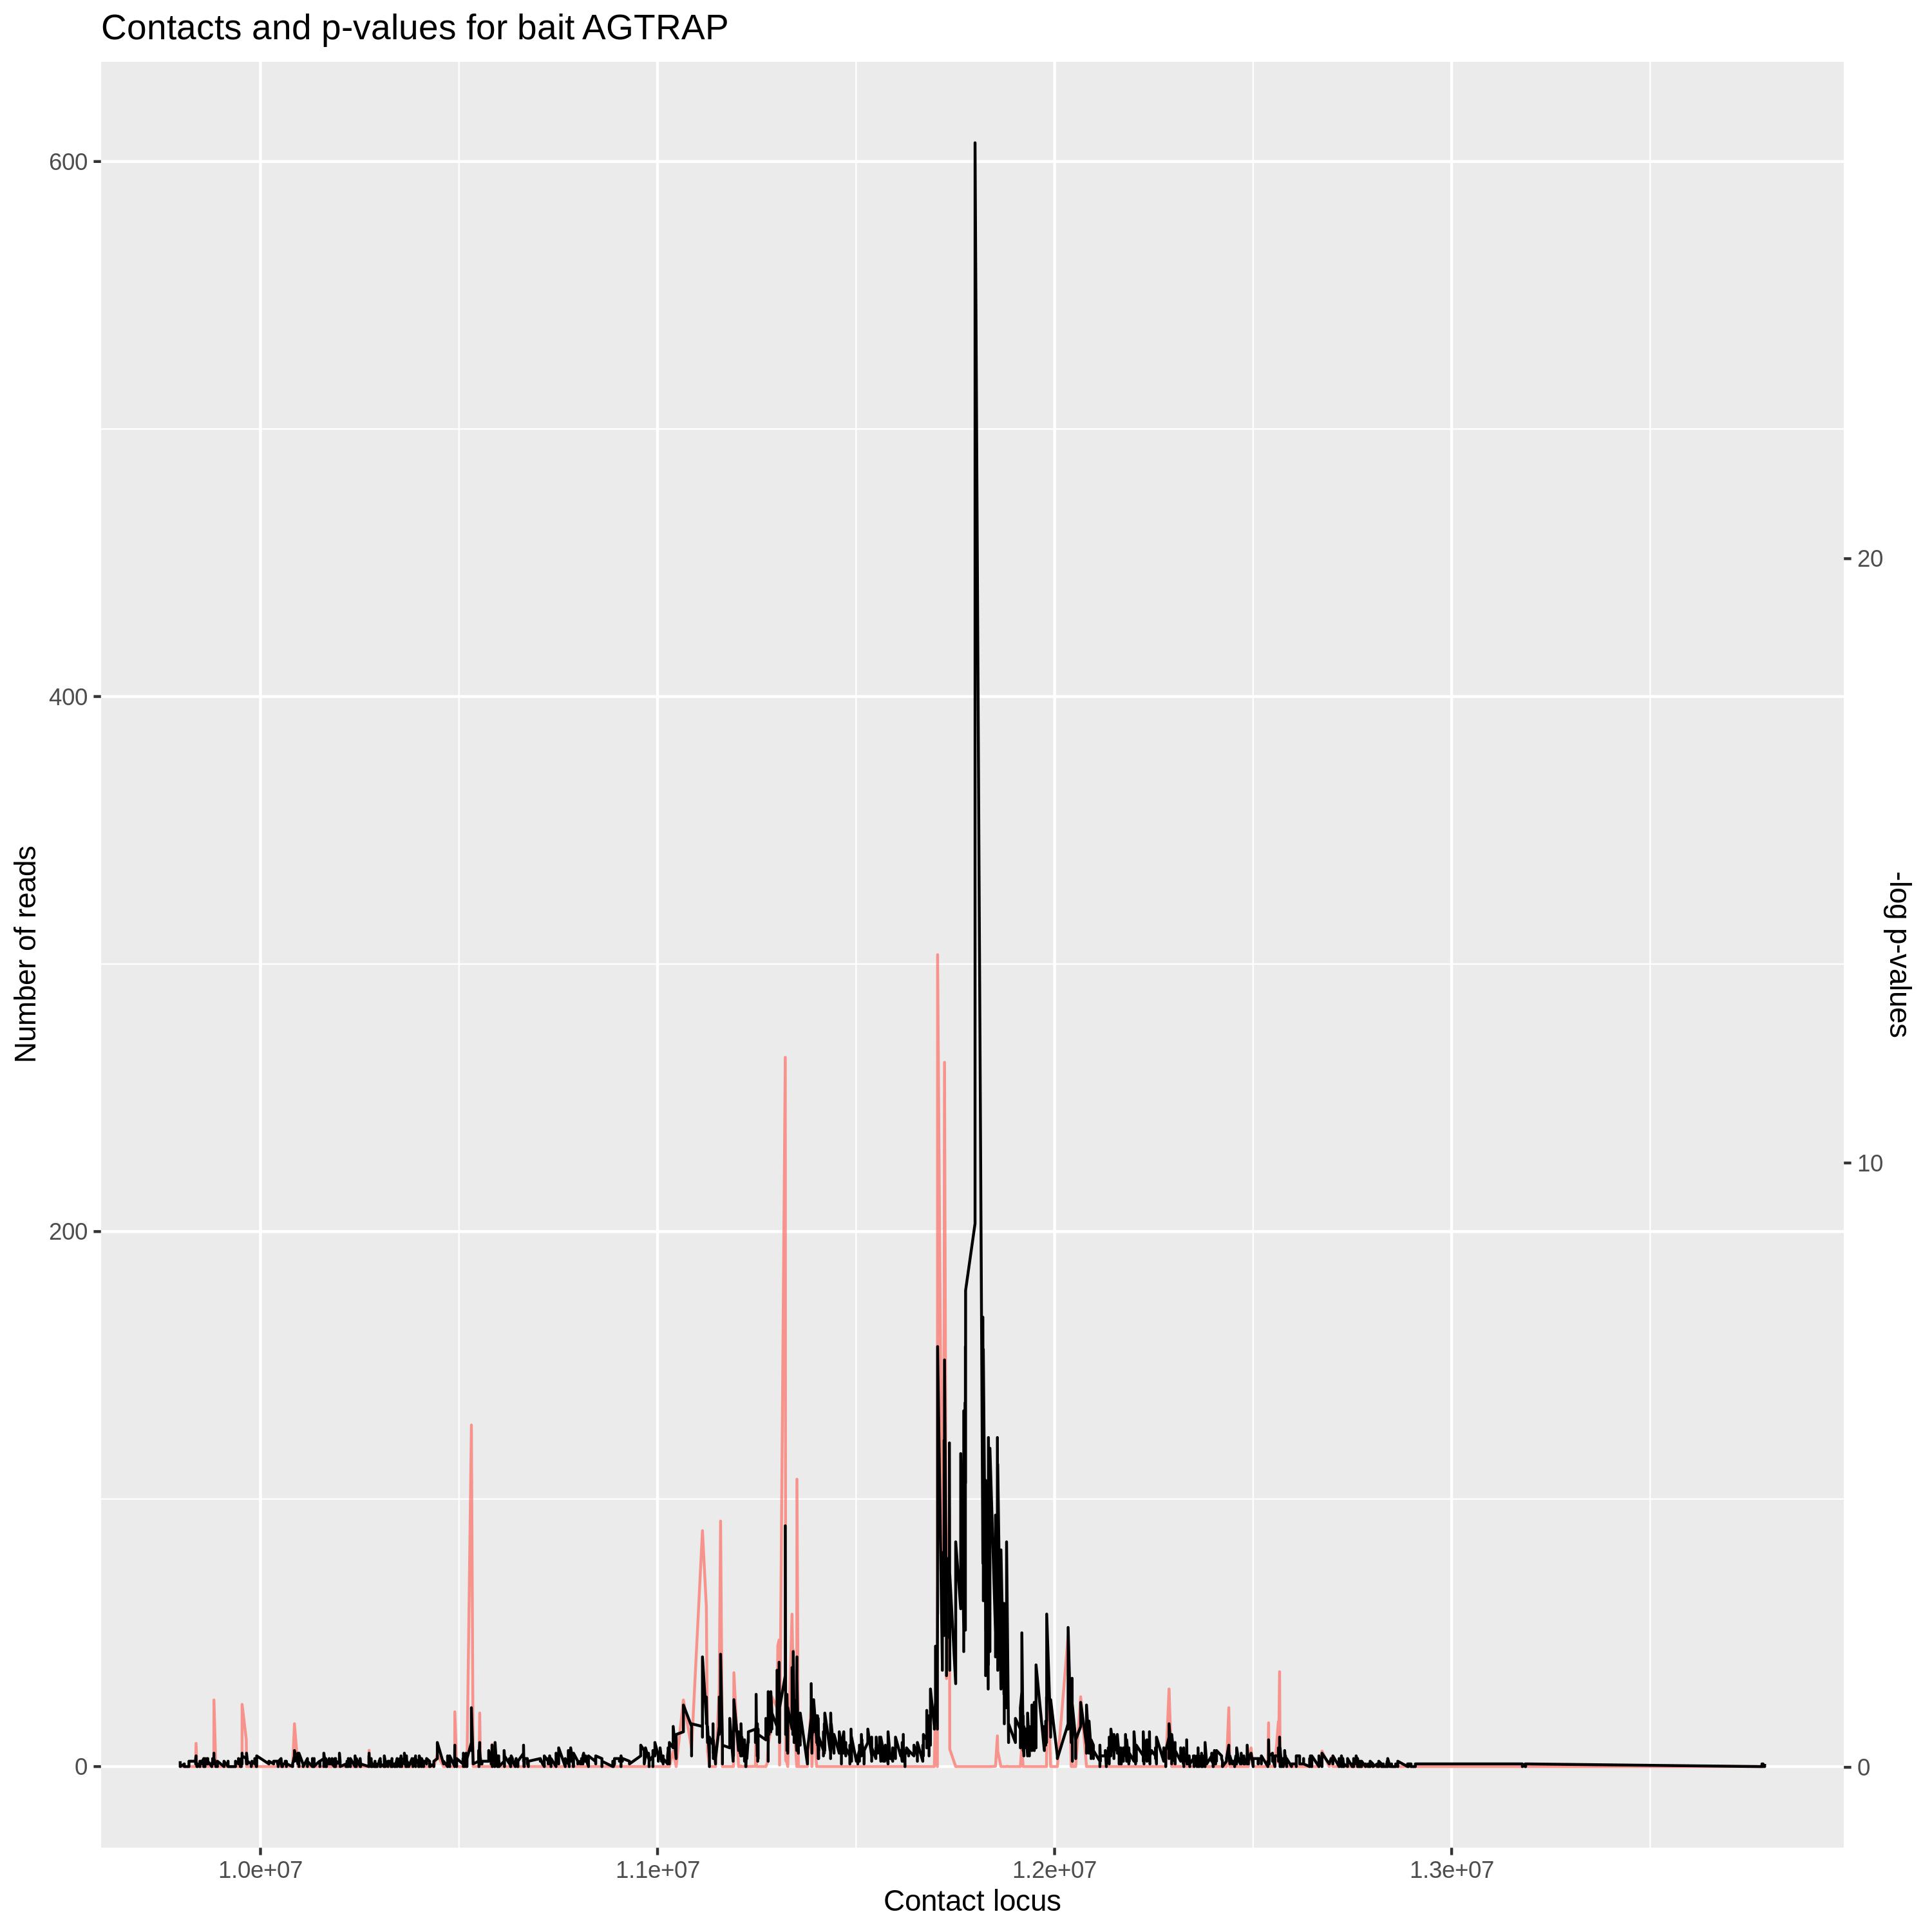 Contacts and p-values for bait AGTRAP
600
400
200
0
Number of reads
20
10
0
-log p-values
1.0e+07
1.1e+07
1.2e+07
1.3e+07
Contact locus